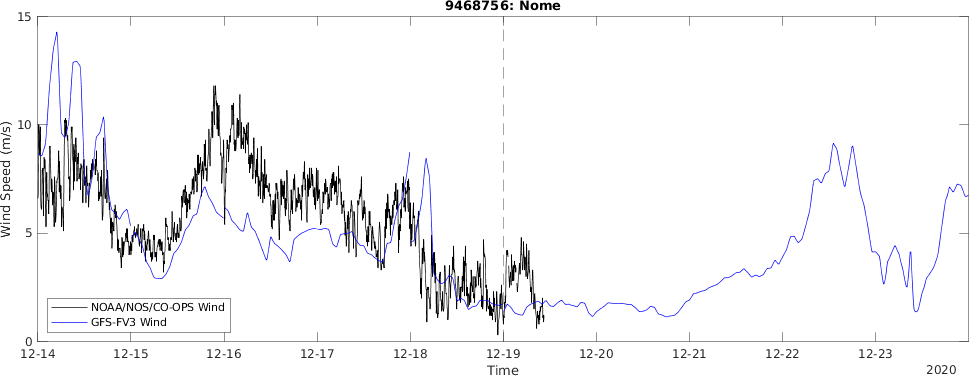 9468756: Nome
Wind Speed (m/s)
15
10
5
0
NOAA/NOS/CO-OPS Wind
GFS-FV3 Wind
12-14 12-15 12-16 12-17 12-18 12-19 12-20 12-21 12-22 12-23
Time
2020